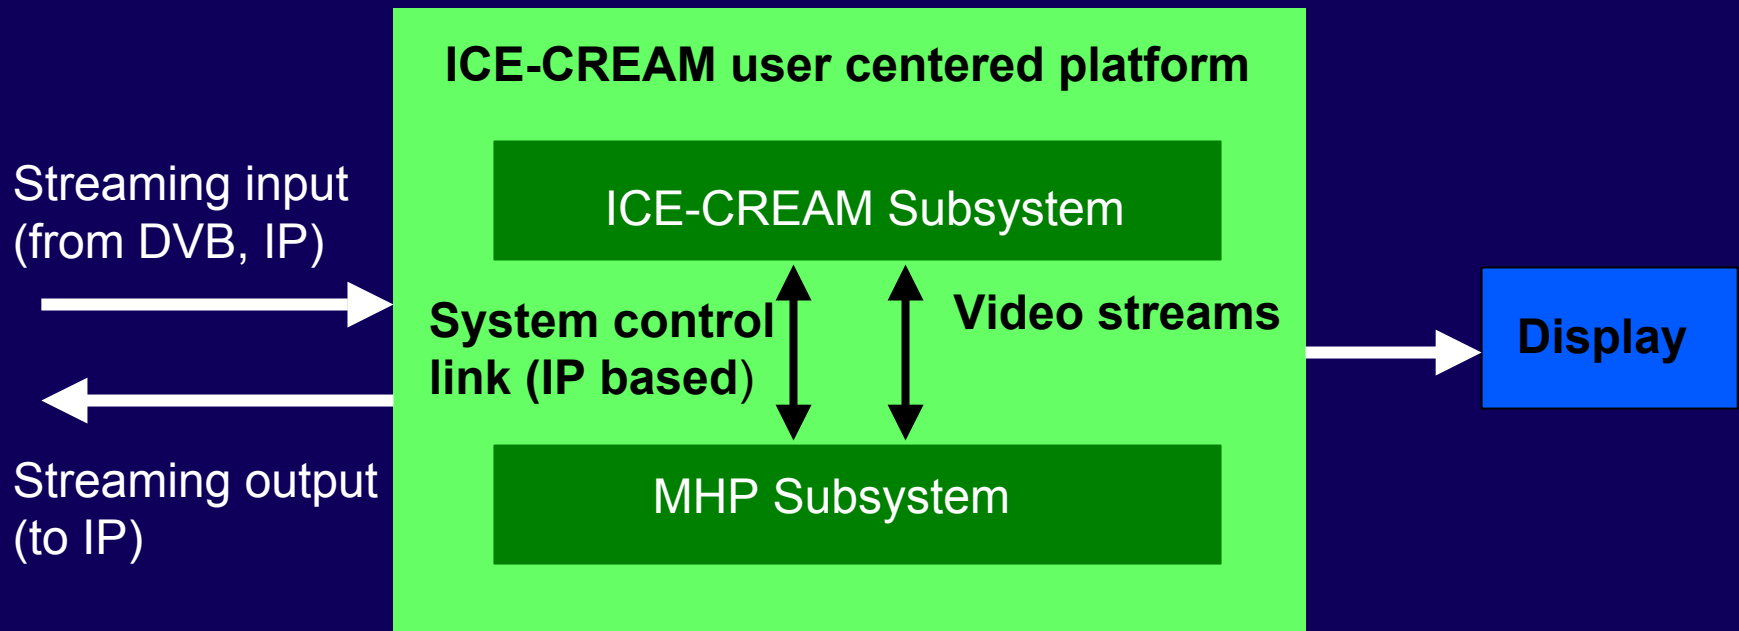 ICE-CREAM user centered platform
Streaming input
(from DVB, IP)
ICE-CREAM Subsystem
System control
link (IP based)
Video streams
Display
Streaming output
(to IP)
MHP Subsystem